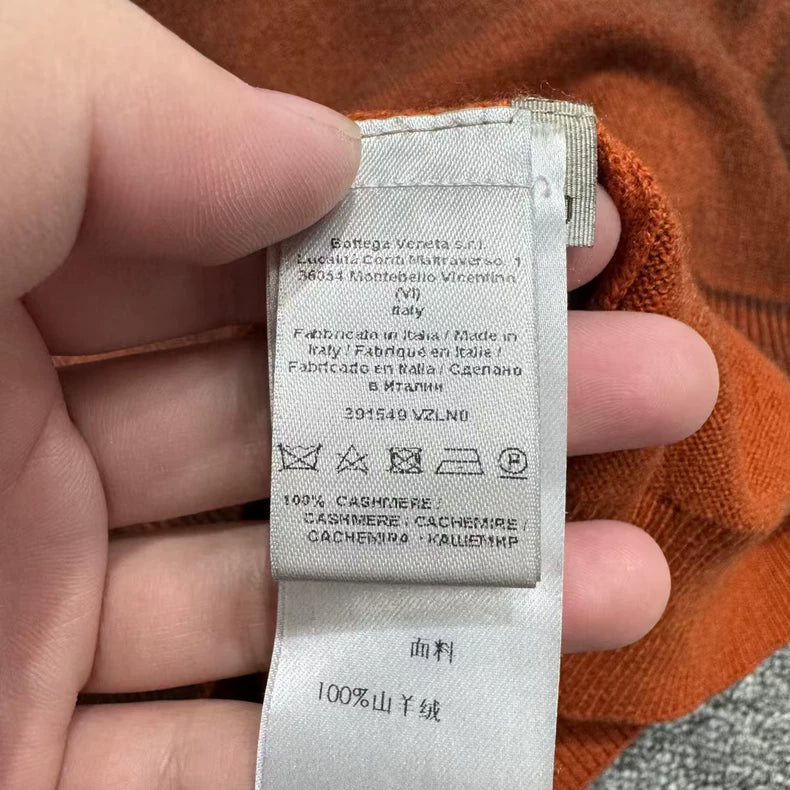 Bottega Veneta s.r.l.
Località Conti Maltraverso, 1
36054 Montebello Vicentino
(VI)
Italy
Fabbricato in Italia / Made in
Italy / Fabriqué en Italie /
Fabricado en Italia / Сделано
в Италии
391549 VZLN0
P
100% CASHMERE /
CASHMERE / CACHEMIRE /
CACHEMIRA / КАШЕМИР
面料
100%山羊绒